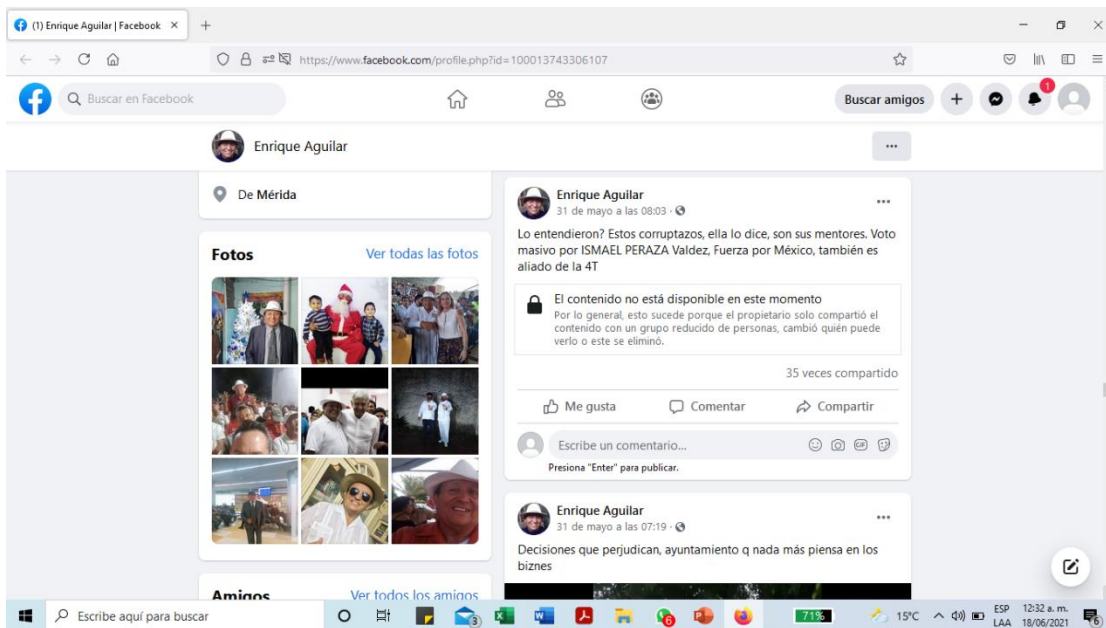 (1) Enrique Aguilar | Facebook
https://www.facebook.com/profile.php?id=100013743306107
Buscar en Facebook
Buscar amigos
1
Enrique Aguilar
De Mérida
Fotos
Ver todas las fotos
Amigos
Ver todos los amigos
Enrique Aguilar
31 de mayo a las 08:03 ·
Lo entendieron? Estos corruptazos, ella lo dice, son sus mentores. Voto
masivo por ISMAEL PERAZA Valdez, Fuerza por México, también es
aliado de la 4T
El contenido no está disponible en este momento
Por lo general, esto sucede porque el propietario solo compartió el
contenido con un grupo reducido de personas, cambió quién puede
verlo o este se eliminó.
35 veces compartido
Me gusta
Comentar
Compartir
Escribe un comentario...
GIF
Presiona "Enter" para publicar.
Enrique Aguilar
31 de mayo a las 07:19 ·
Decisiones que perjudican, ayuntamiento q nada más piensa en los
biznes
Escribe aquí para buscar
3
6
71%
15°C
ESP
LAA
12:32 a. m.
18/06/2021
6